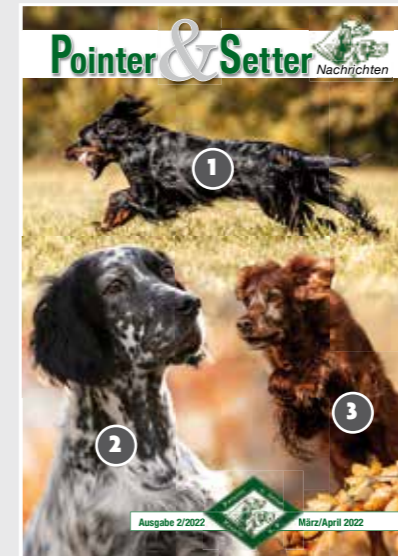 Pointer & Setter
Nachrichten
1
2
3
Ausgabe 2/2022
März/April 2022